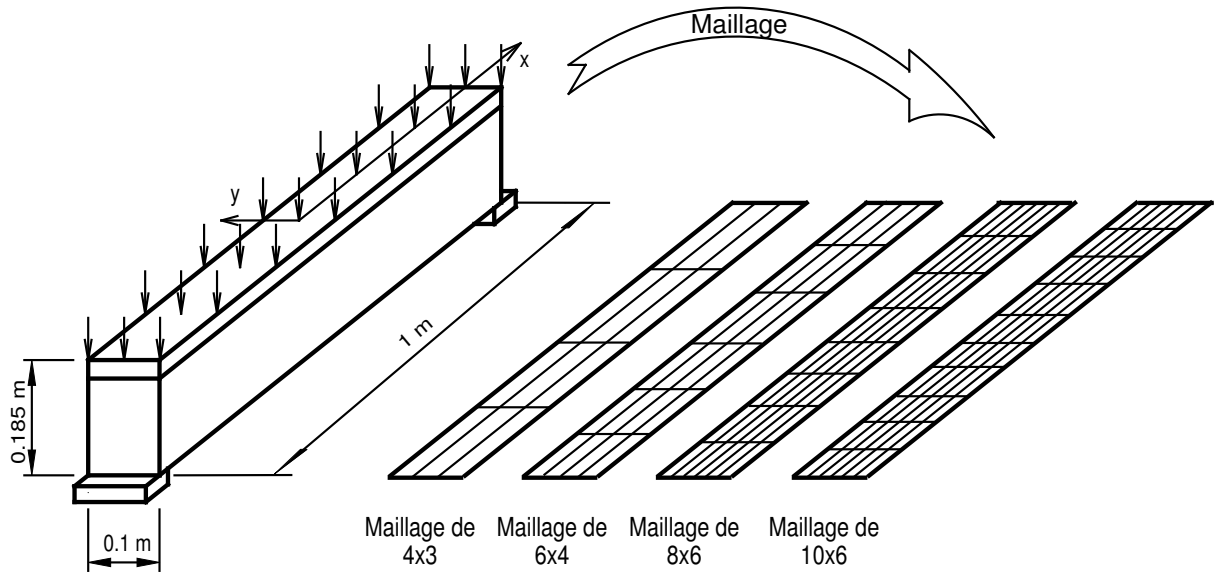 Maillage
x
y
1 m
0.185 m
0.1 m
Maillage de
4x3
Maillage de
6x4
Maillage de
8x6
Maillage de
10x6